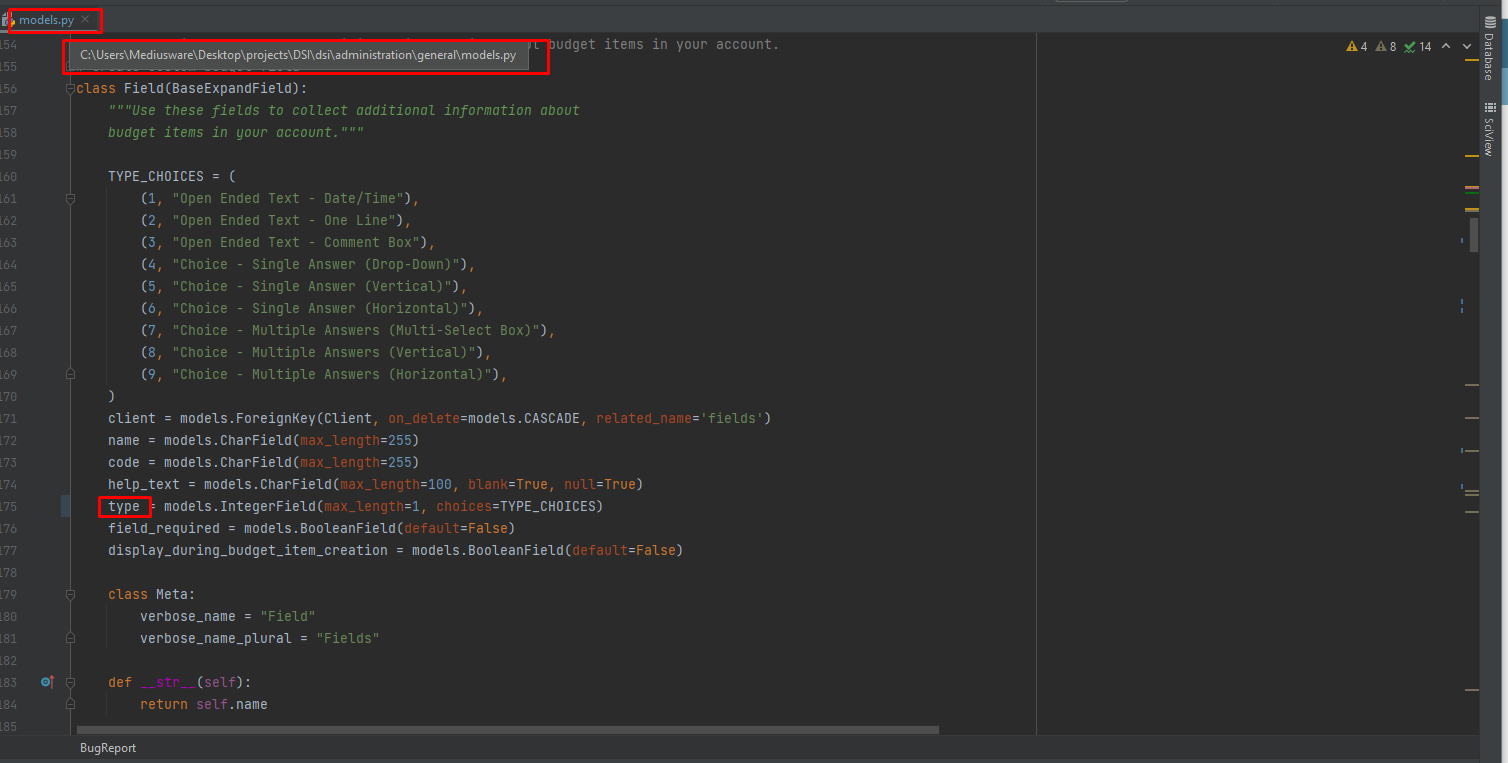 models.py
154 budget items in your account.
C:\Users\Mediusware\Desktop\projects\DSI\dsi\administration\general\models.py
155
156 class Field(BaseExpandField):
157 """Use these fields to collect additional information about
158 budget items in your account."""
159
160 TYPE_CHOICES = (
161 (1, "Open Ended Text - Date/Time"),
162 (2, "Open Ended Text - One Line"),
163 (3, "Open Ended Text - Comment Box"),
164 (4, "Choice - Single Answer (Drop-Down)"),
165 (5, "Choice - Single Answer (Vertical)"),
166 (6, "Choice - Single Answer (Horizontal)"),
167 (7, "Choice - Multiple Answers (Multi-Select Box)"),
168 (8, "Choice - Multiple Answers (Vertical)"),
169 (9, "Choice - Multiple Answers (Horizontal)"),
170 )
171 client = models.ForeignKey(Client, on_delete=models.CASCADE, related_name='fields')
172 name = models.CharField(max_length=255)
173 code = models.CharField(max_length=255)
174 help_text = models.CharField(max_length=100, blank=True, null=True)
175 type = models.IntegerField(max_length=1, choices=TYPE_CHOICES)
176 field_required = models.BooleanField(default=False)
177 display_during_budget_item_creation = models.BooleanField(default=False)
178
179 class Meta:
180 verbose_name = "Field"
181 verbose_name_plural = "Fields"
182
183 def __str__(self):
184 return self.name
185
BugReport
4 8 14
Database
SciView